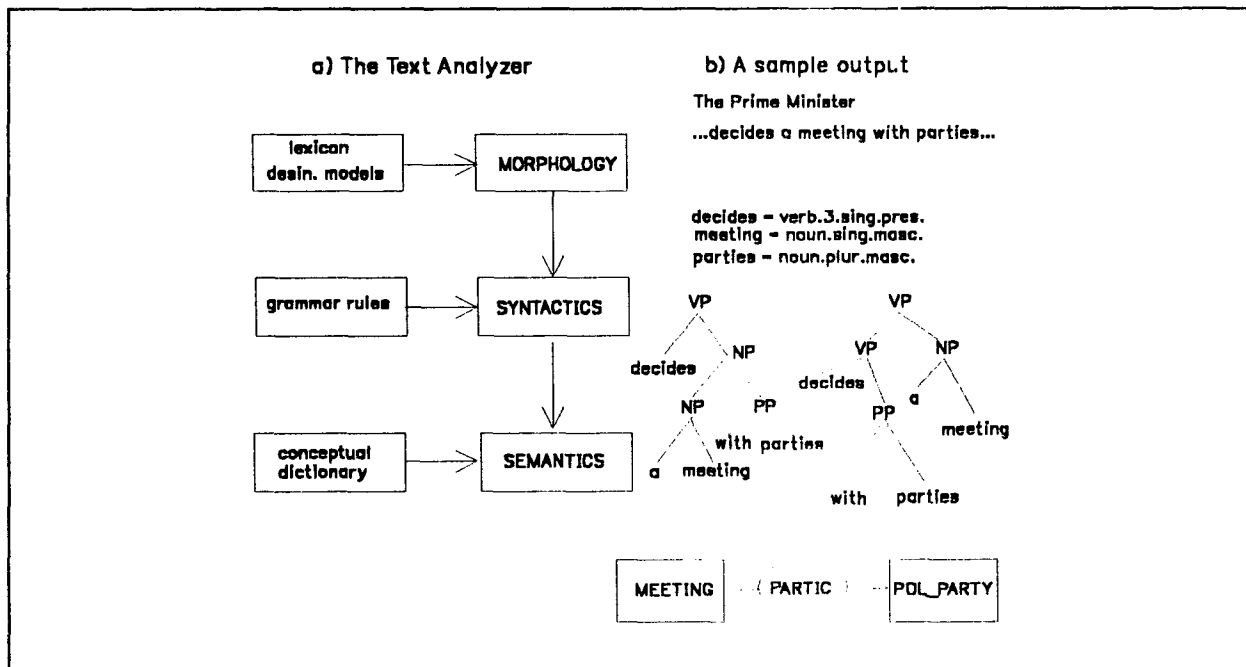 a) The Text Analyzer
lexicon
desin. models
MORPHOLOGY
grammar rules
SYNTACTICS
conceptual
dictionary
SEMANTICS
b) A sample output
The Prime Minister
...decides a meeting with parties...
decides - verb.3.sing.pres.
meeting - noun.sing.masc.
parties - noun.plur.masc.
VP
decides
NP
NP
PP
with parties
a
meeting
VP
VP
NP
decides
a
PP
meeting
with
parties
MEETING
( PARTIC )
POL_PARTY